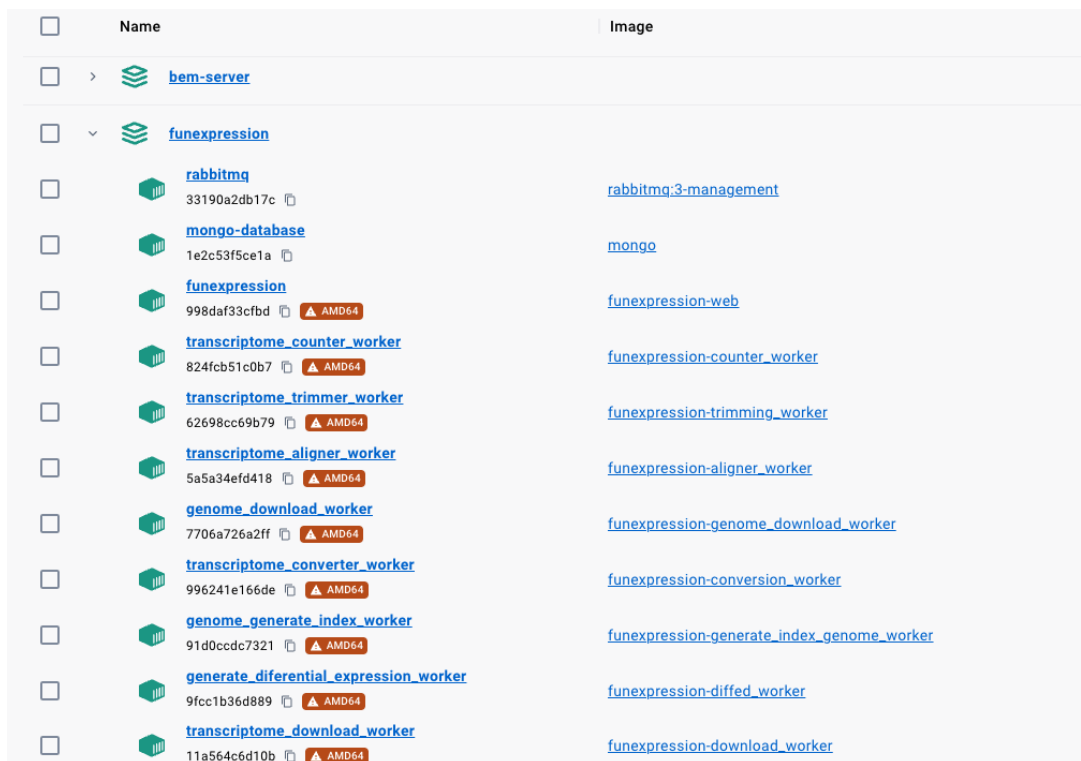 Name Image
bem-server
funexpression
rabbitmq
33190a2db17c
rabbitmq:3-management
mongo-database
1e2c53f5ce1a
mongo
funexpression
998daf33cfbd AMD64
funexpression-web
transcriptome_counter_worker
824fcb51c0b7 AMD64
funexpression-counter_worker
transcriptome_trimmer_worker
62698cc69b79 AMD64
funexpression-trimming_worker
transcriptome_aligner_worker
5a5a34efd418 AMD64
funexpression-aligner_worker
genome_download_worker
7706a726a2ff AMD64
funexpression-genome_download_worker
transcriptome_converter_worker
996241e166de AMD64
funexpression-conversion_worker
genome_generate_index_worker
91d0ccdc7321 AMD64
funexpression-generate_index_genome_worker
generate_diferential_expression_worker
9fcc1b36d889 AMD64
funexpression-diffed_worker
transcriptome_download_worker
11a564c6d10b AMD64
funexpression-download_worker